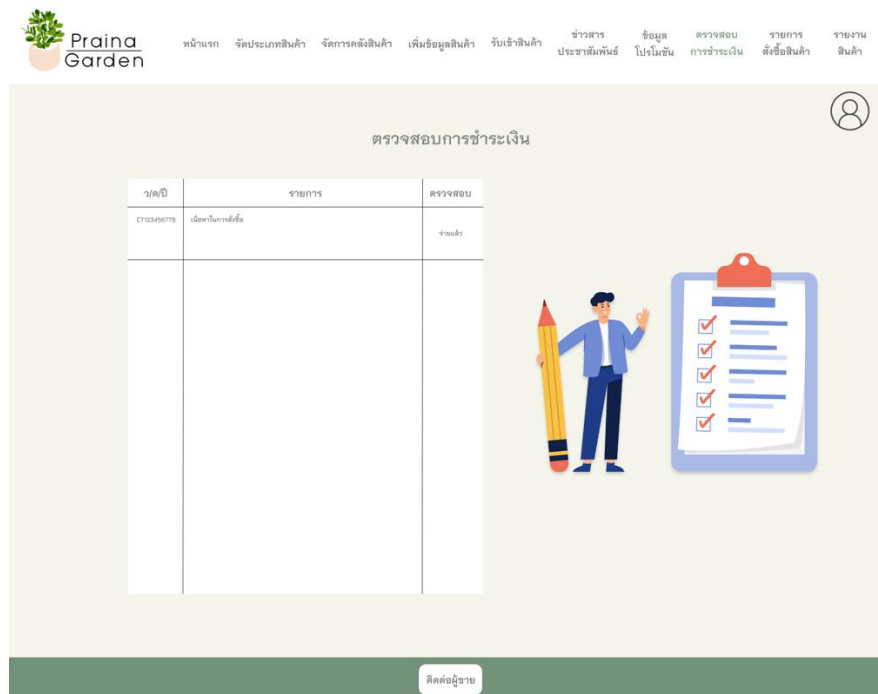 Praina
Garden
หน้าแรก
จัดประเภทสินค้า
จัดการคลังสินค้า
เพิ่มข้อมูลสินค้า
รับเข้าสินค้า
ข่าวสาร
ประชาสัมพันธ์
ข้อมูล
โปรโมชัน
ตรวจสอบ
การชำระเงิน
รายการ
สั่งซื้อสินค้า
รายงาน
สินค้า
ตรวจสอบการชำระเงิน
ว/ด/ปี
รายการ
ตรวจสอบ
CT123456778
เนื้อหาในการสั่งซื้อ
จ่ายแล้ว
ติดต่อผู้ขาย